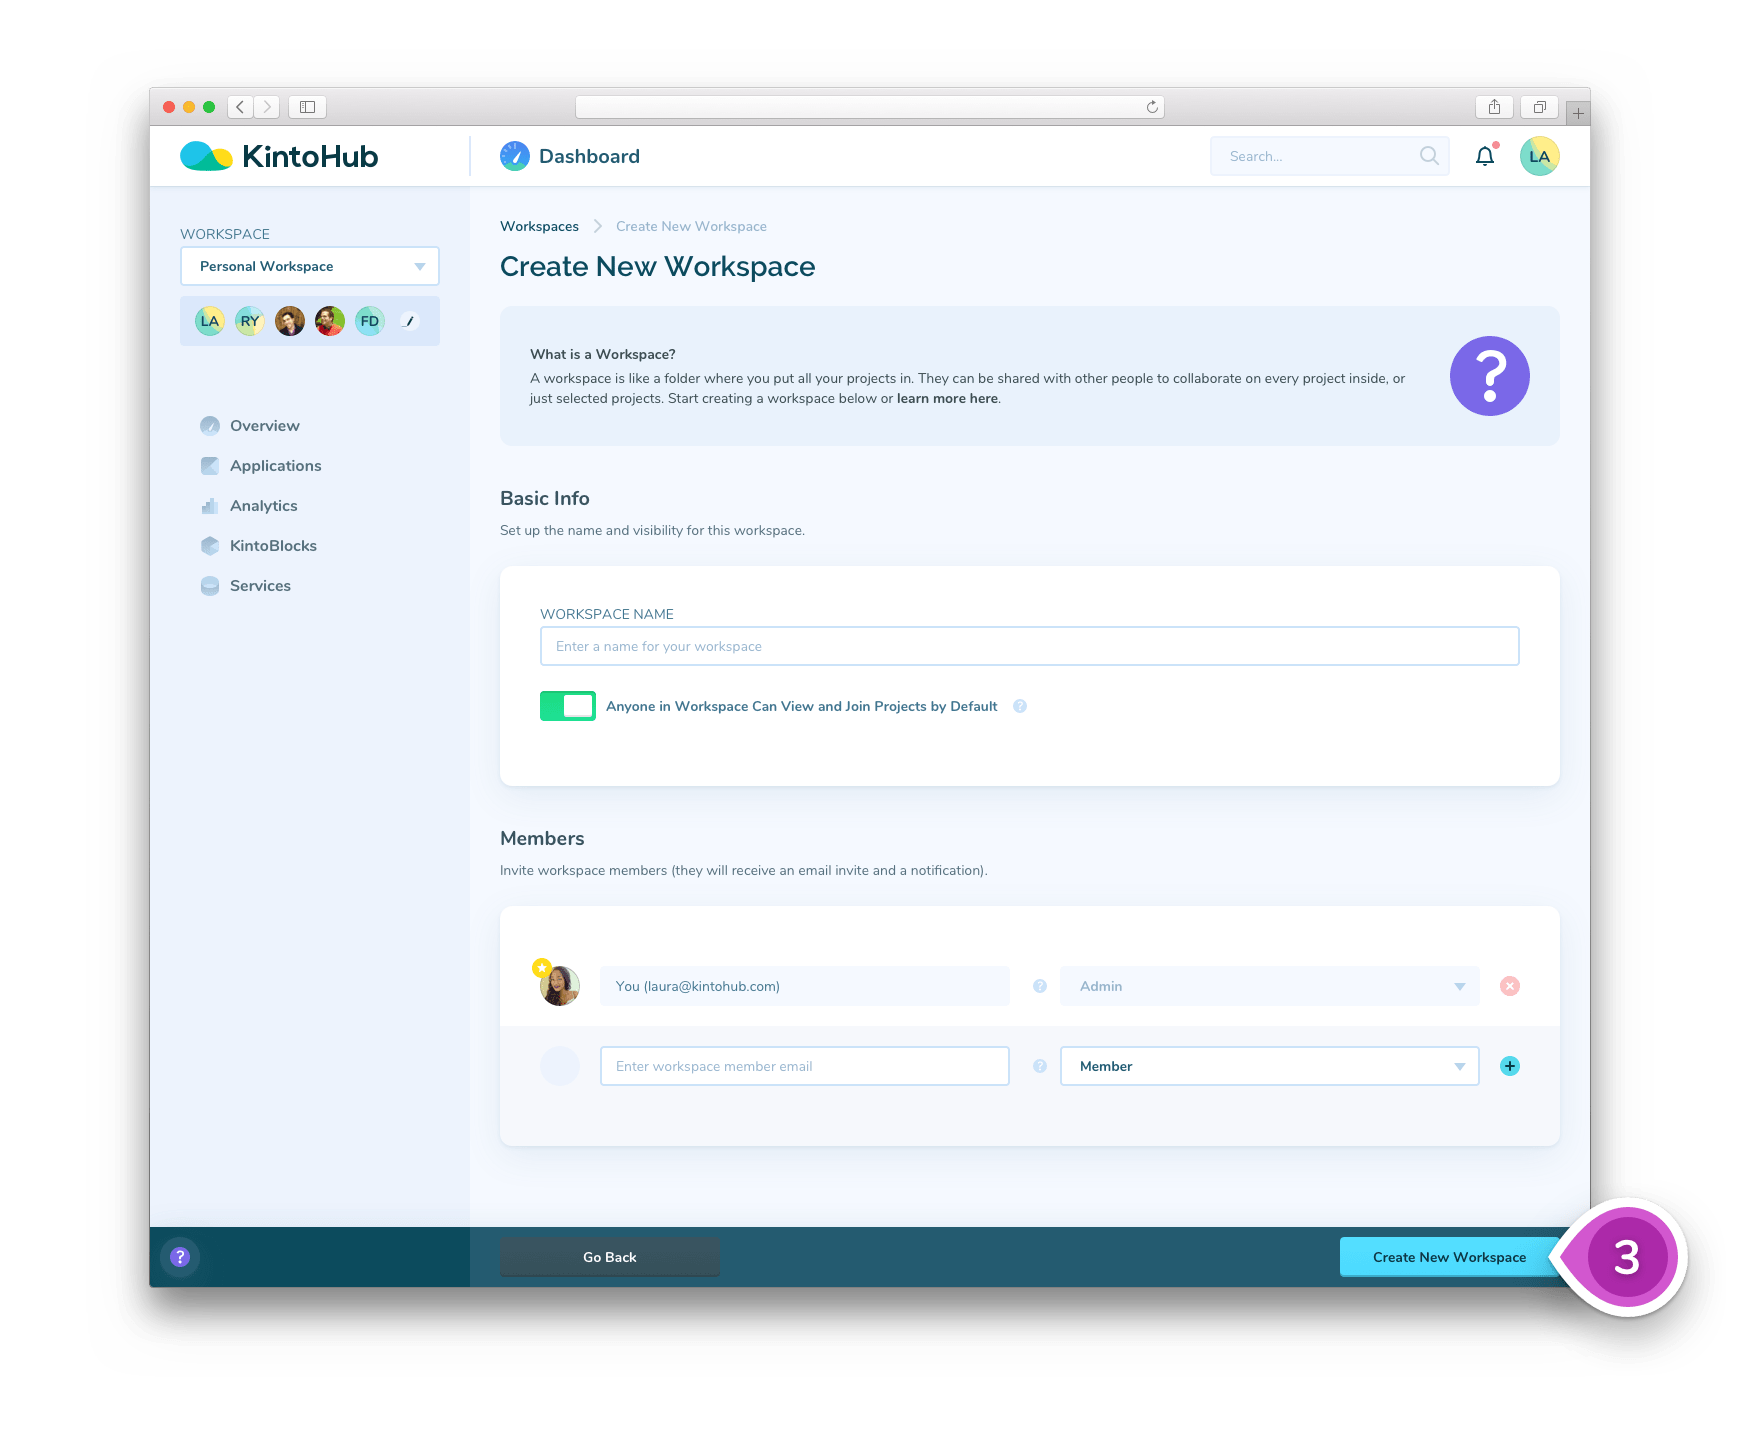 KintoHub
Dashboard
Search...
LA
WORKSPACE
Personal Workspace
LA RY FD
Overview
Applications
Analytics
KintoBlocks
Services
Workspaces Create New Workspace
Create New Workspace
What is a Workspace?
A workspace is like a folder where you put all your projects in. They can be shared with other people to collaborate on every project inside, or
just selected projects. Start creating a workspace below or learn more here.
?
Basic Info
Set up the name and visibility for this workspace.
WORKSPACE NAME
Enter a name for your workspace
Anyone in Workspace Can View and Join Projects by Default ?
Members
Invite workspace members (they will receive an email invite and a notification).
You (laura@kintohub.com) ? Admin
Enter workspace member email ? Member
?
Go Back
Create New Workspace
3